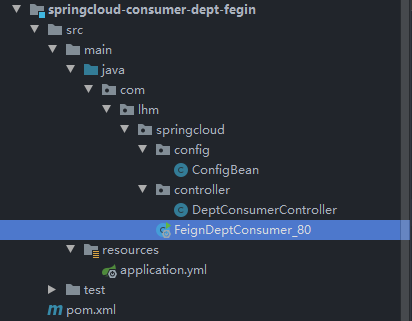 springcloud-consumer-dept-fegin
src
main
java
com
lhm
springcloud
config
ConfigBean
controller
DeptConsumerController
FeignDeptConsumer_80
resources
application.yml
test
pom.xml